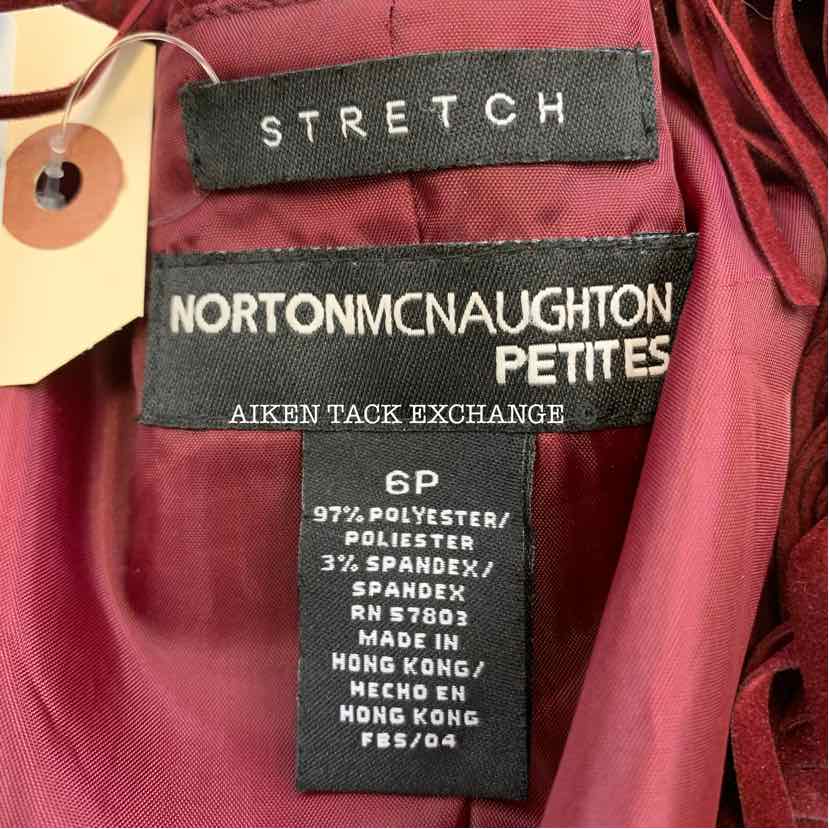 STRETCH
NORTONMCNAUGHTON
PETITES
AIKEN TACK EXCHANGE
6P
97% POLYESTER/
POLIESTER
3% SPANDEX/
SPANDEX
RN 57803
MADE IN
HONG KONG/
HECHO EN
HONG KONG
FBS/04